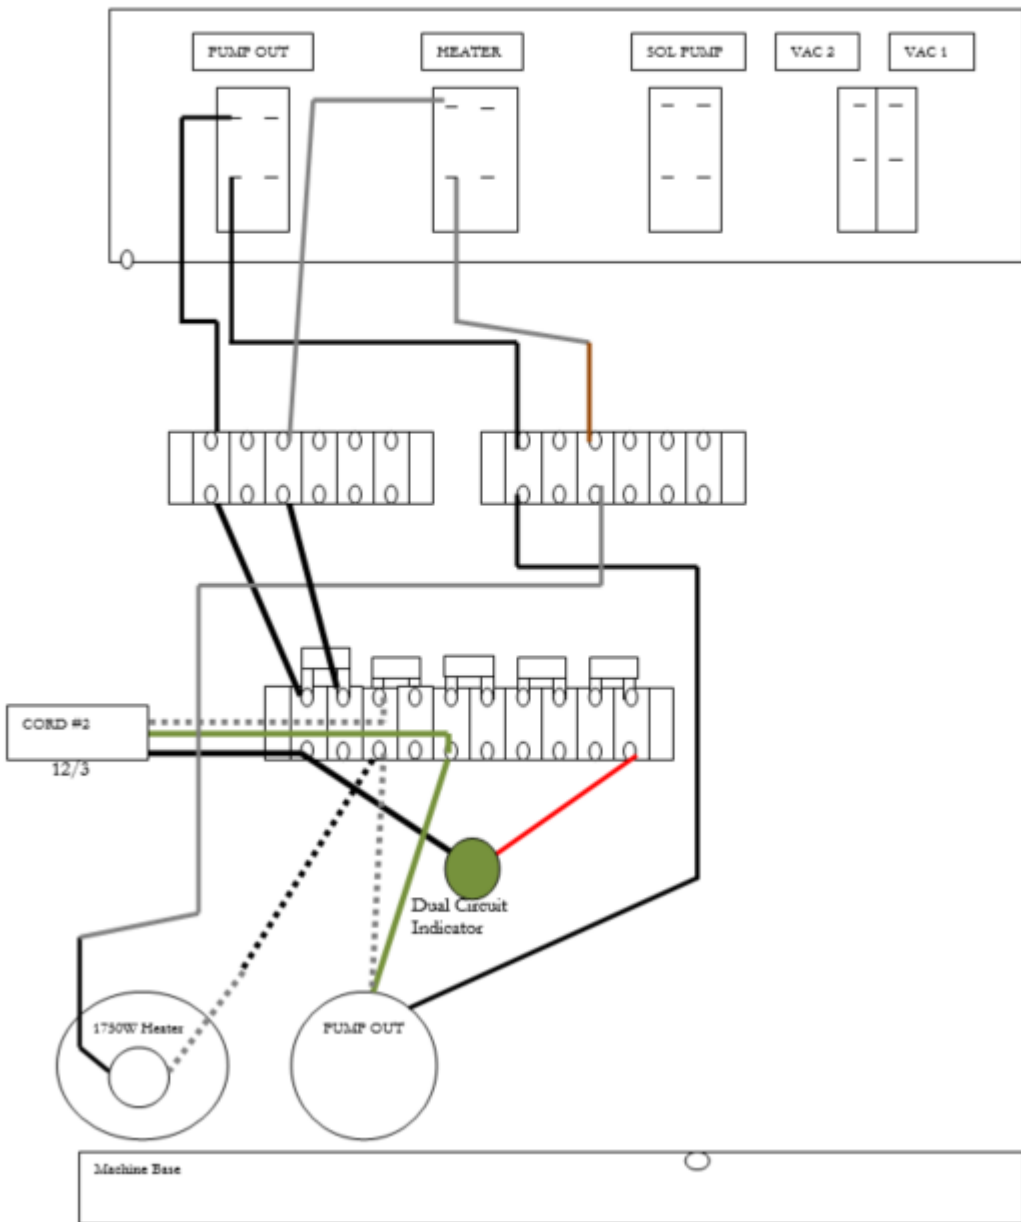 PUMP OUT
HEATER
SOL PUMP
VAC 2
VAC 1
CORD #2
12/3
Dual Circuit
Indicator
1750W Heater
PUMP OUT
Machine Base